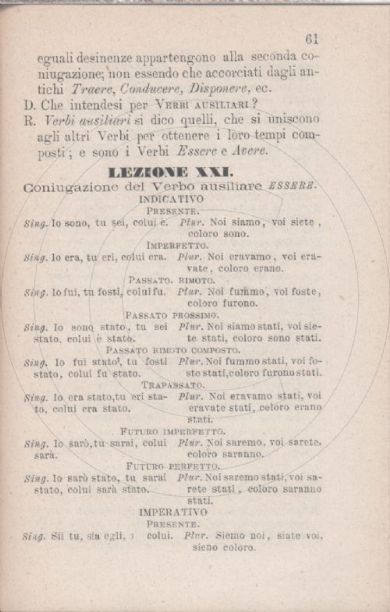 61
eguali desinenze appartengono alla seconda co-
niugazione; non essendo che accorciati dagli an-
tichi Traere, Conducere, Disponere, ec.
D. Che intendesi per VERBI AUSILIARI?
R. Verbi ausiliari si dico quelli, che si uniscono
agli altri Verbi per ottenere i loro tempi com-
posti; e sono i Verbi Essere e Avere.
LEZIONE XXI.
Coniugazione del Verbo ausiliare ESSERE.
INDICATIVO
PRESENTE.
Sing. Io sono, tu sei, colui è. Plur. Noi siamo, voi siete,
coloro sono.
IMPERFETTO.
Sing. Io era, tu eri, colui era. Plur. Noi eravamo, voi era-
vate, coloro erano.
PASSATO. RIMOTO.
Sing. Io fui, tu fosti, colui fu. Plur. Noi fummo, voi foste,
coloro furono.
PASSATO PROSSIMO.
Sing. Io sono stato, tu sei Plur. Noi siamo stati, voi sie-
stato, colui è stato. te stati, coloro sono stati.
PASSATO RIMOTO COMPOSTO.
Sing. Io fui stato, tu fosti Plur. Noi fummo stati, voi fo-
stato, colui fu stato. ste stati, coloro furono stati.
TRAPASSATO.
Sing. Io era stato, tu eri sta- Plur. Noi eravamo stati, voi
to, colui era stato. eravate stati, coloro erano
stati.
FUTURO IMPERFETTO.
Sing. Io sarò, tu sarai, colui Plur. Noi saremo, voi sarete,
sarà. coloro saranno.
FUTURO PERFETTO.
Sing. Io sarò stato, tu sarai Plur. Noi saremo stati, voi sa-
stato, colui sarà stato. rete stati, coloro saranno
stati.
IMPERATIVO
PRESENTE.
Sing. Sii tu, sia egli, colui. Plur. Siamo noi, siate voi,
sieno coloro.